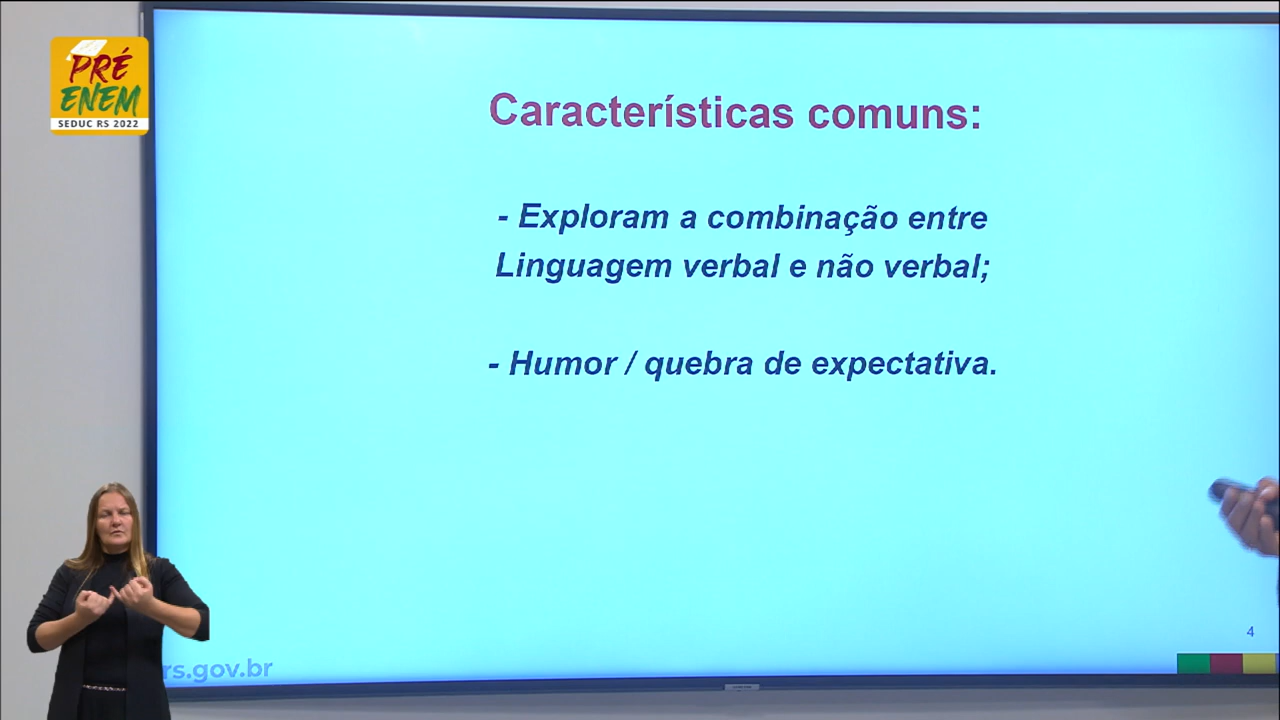 PRÉ
ENEM
SEDUC RS 2022
Características comuns:
- Exploram a combinação entre
Linguagem verbal e não verbal;
- Humor / quebra de expectativa.
4
rs.gov.br